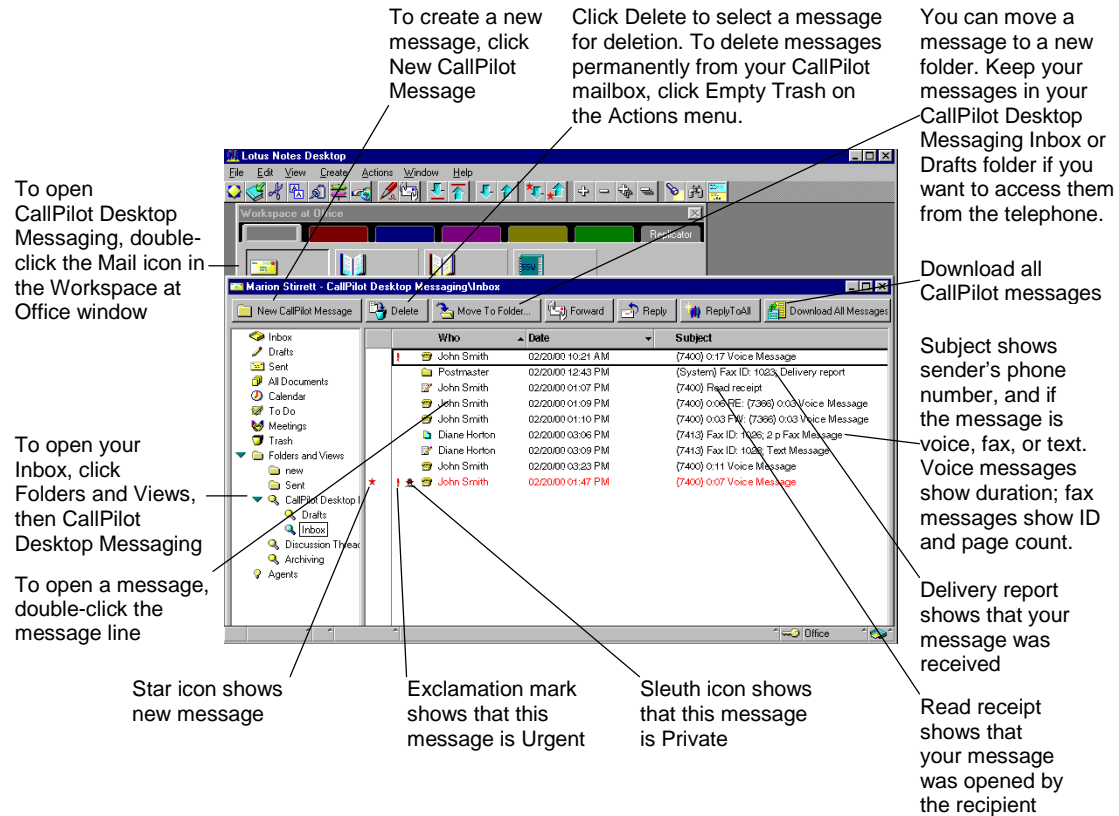 To create a new
message, click
New CallPilot
Message
Click Delete to select a message
for deletion. To delete messages
permanently from your CallPilot
mailbox, click Empty Trash on
the Actions menu.
You can move a
message to a new
folder. Keep your
messages in your
CallPilot Desktop
Messaging Inbox or
Drafts folder if you
want to access them
from the telephone.
To open
CallPilot Desktop
Messaging, double-
click the Mail icon in
the Workspace at
Office window
Lotus Notes Desktop
File Edit View Create Actions Window Help
Workspace at Office
Replicator
Marion Stirrett - CallPilot Desktop Messaging\Inbox
New CallPilot Message Delete Move To Folder... Forward Reply ReplyToAll Download All Messages
Inbox
Drafts
Sent
All Documents
Calendar
To Do
Meetings
Trash
Folders and Views
new
Sent
CallPilot Desktop
Drafts
Inbox
Discussion Threac
Archiving
Agents
Who Date Subject
! John Smith 02/20/00 10:21 AM (7400) 0:17 Voice Message
Postmaster 02/20/00 12:43 PM (System) Fax ID: 1023; Delivery report
John Smith 02/20/00 01:07 PM (7400) Read receipt
John Smith 02/20/00 01:09 PM (7400) 0:06 RE: (7366) 0:03 Voice Message
John Smith 02/20/00 01:10 PM (7400) 0:03 FW: (7366) 0:03 Voice Message
Diane Horton 02/20/00 03:06 PM (7413) Fax ID: 1026; 2 p Fax Message
Diane Horton 02/20/00 03:09 PM (7413) Fax ID: 1028; Text Message
John Smith 02/20/00 03:23 PM (7400) 0:11 Voice Message
! John Smith 02/20/00 01:47 PM (7400) 0:07 Voice Message
Office
Download all
CallPilot messages
Subject shows
sender's phone
number, and if
the message is
voice, fax, or text.
Voice messages
show duration; fax
messages show ID
and page count.
To open your
Inbox, click
Folders and Views,
then CallPilot
Desktop Messaging
To open a message,
double-click the
message line
Delivery report
shows that your
message was
received
Star icon shows
new message
Exclamation mark
shows that this
message is Urgent
Sleuth icon shows
that this message
is Private
Read receipt
shows that
your message
was opened by
the recipient